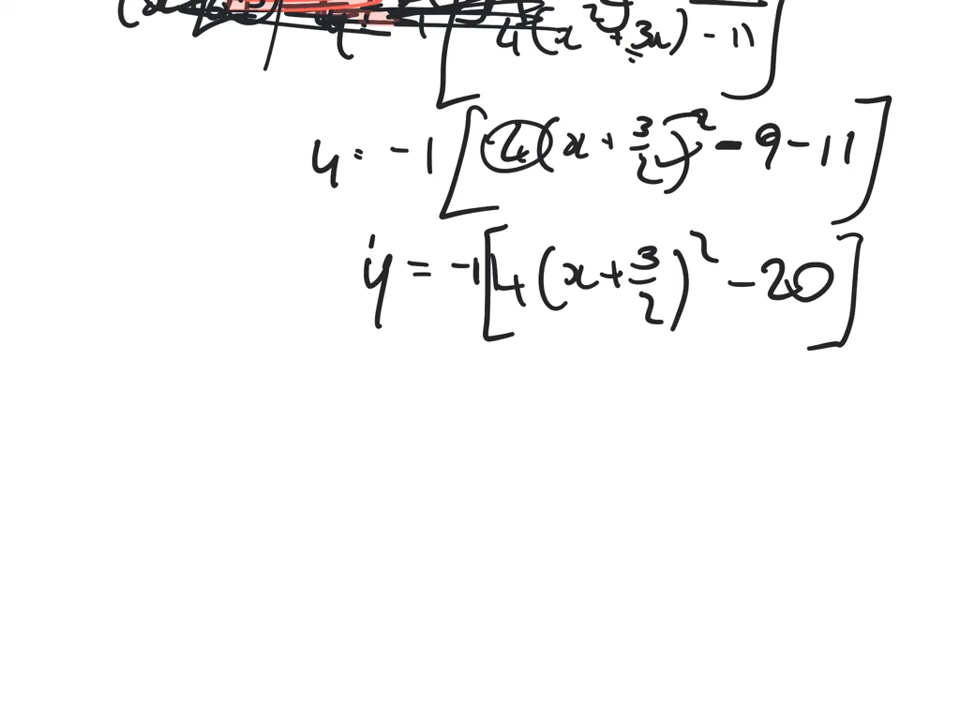 4(x² + 3x) - 11]
y = -1[4(x + 3/2)² - 9 - 11]
y = -1[4(x + 3/2)² - 20]